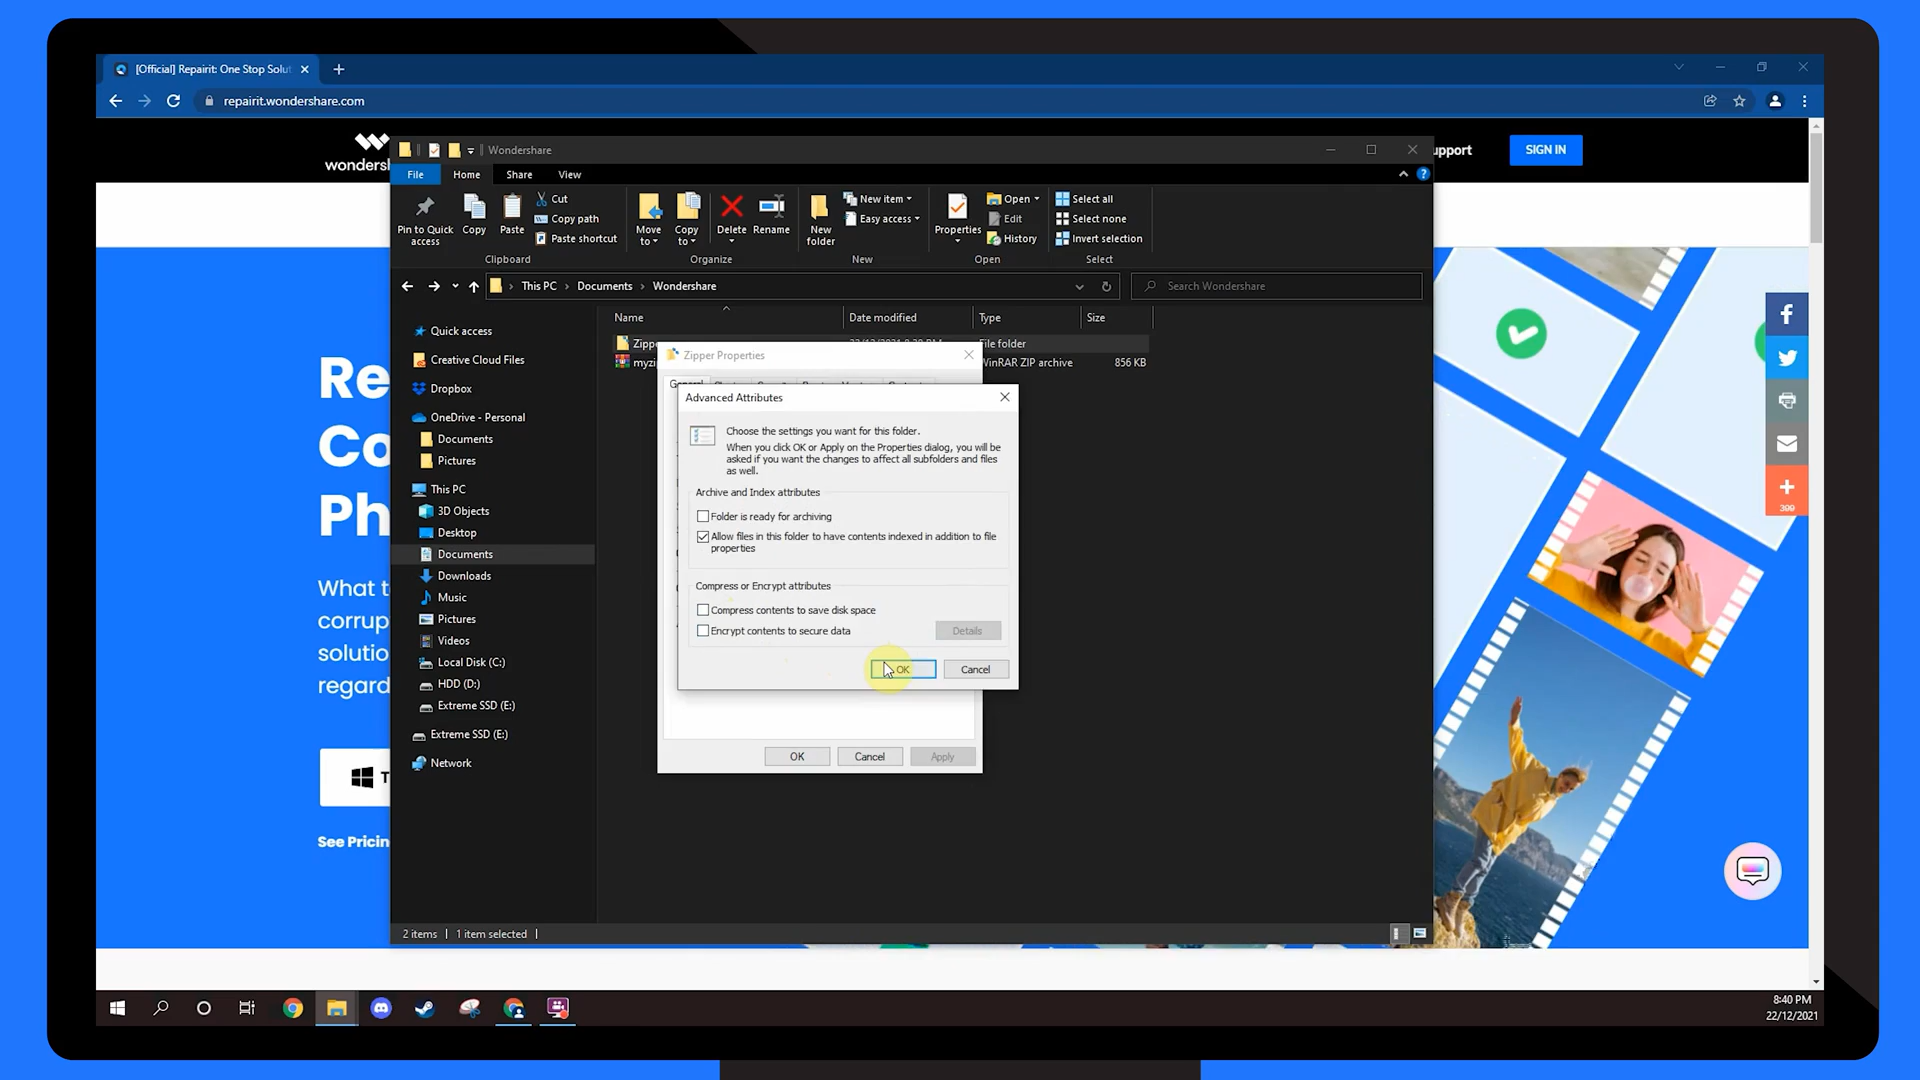 [Official] Repairit: One Stop Solut
repairit.wondershare.com
wondersh
upport
SIGN IN
Wondershare
File Home Share View
Pin to Quick access
Copy
Paste
Cut
Copy path
Paste shortcut
Clipboard
Move to
Copy to
Delete
Rename
Organize
New folder
New item
Easy access
New
Properties
Open
Edit
History
Open
Select all
Select none
Invert selection
Select
This PC > Documents > Wondershare
Search Wondershare
Name Date modified Type Size
Zippe
File folder
myzi
WinRAR ZIP archive 856 KB
Quick access
Creative Cloud Files
Dropbox
OneDrive - Personal
Documents
Pictures
This PC
3D Objects
Desktop
Documents
Downloads
Music
Pictures
Videos
Local Disk (C:)
HDD (D:)
Extreme SSD (E:)
Extreme SSD (E:)
Network
Zipper Properties
General
Advanced Attributes
Choose the settings you want for this folder.
When you click OK or Apply on the Properties dialog, you will be
asked if you want the changes to affect all subfolders and files
as well.
Archive and Index attributes
Folder is ready for archiving
Allow files in this folder to have contents indexed in addition to file
properties
Compress or Encrypt attributes
Compress contents to save disk space
Encrypt contents to secure data
Details
OK Cancel
OK Cancel Apply
2 items 1 item selected
Re
Co
Ph
What t
corrup
solutio
regard
T
See Pricin
399
8:40 PM
22/12/2021